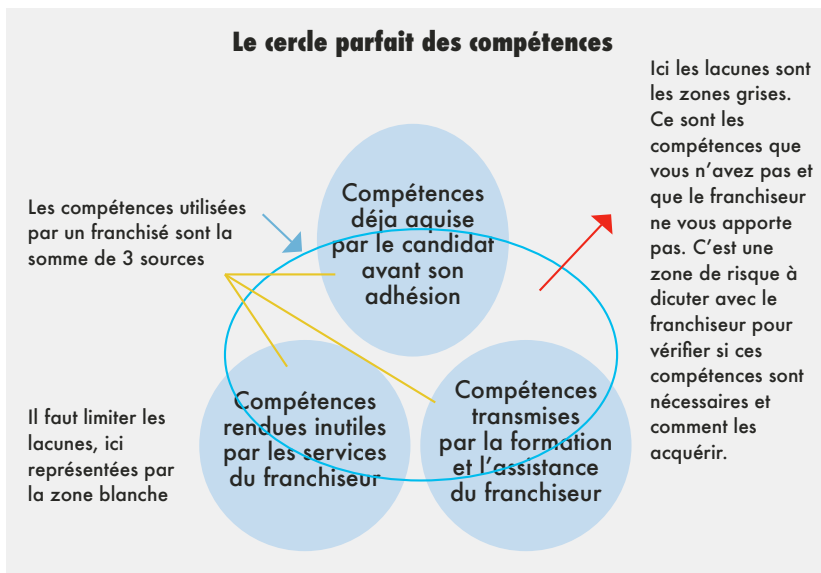 Le cercle parfait des compétences
Ici les lacunes sont
les zones grises.
Ce sont les
compétences que
vous n’avez pas et
que le franchiseur
ne vous apporte
pas. C’est une
zone de risque à
dicuter avec le
franchiseur pour
vérifier si ces
compétences sont
nécessaires et
comment les
acquérir.
Les compétences utilisées
par un franchisé sont la
somme de 3 sources
Compétences
déja aquise
par le candidat
avant son
adhésion
Il faut limiter les
lacunes, ici
représentées par
la zone blanche
Compétences
rendues inutiles
par les services
du franchiseur
Compétences
transmises
par la formation
et l’assistance
du franchiseur